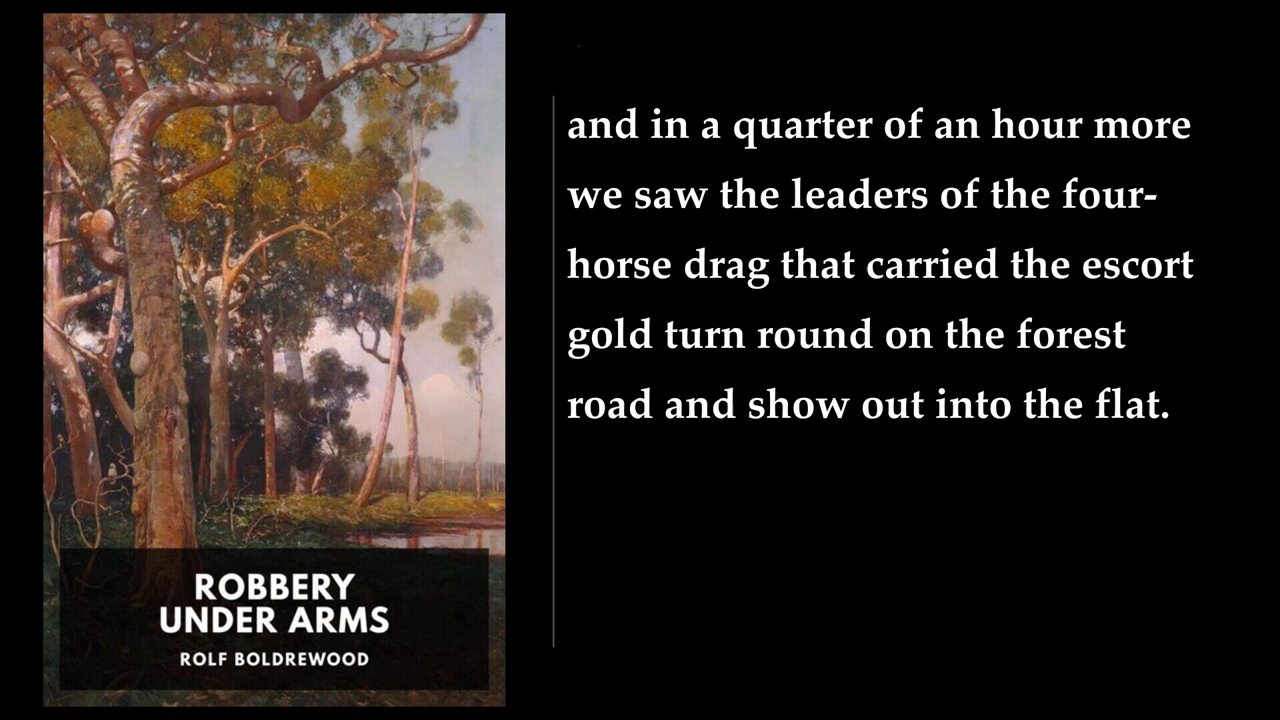 and in a quarter of an hour more
we saw the leaders of the four-
horse drag that carried the escort
gold turn round on the forest
road and show out into the flat.
ROBBERY
UNDER ARMS
ROLF BOLDREWOOD